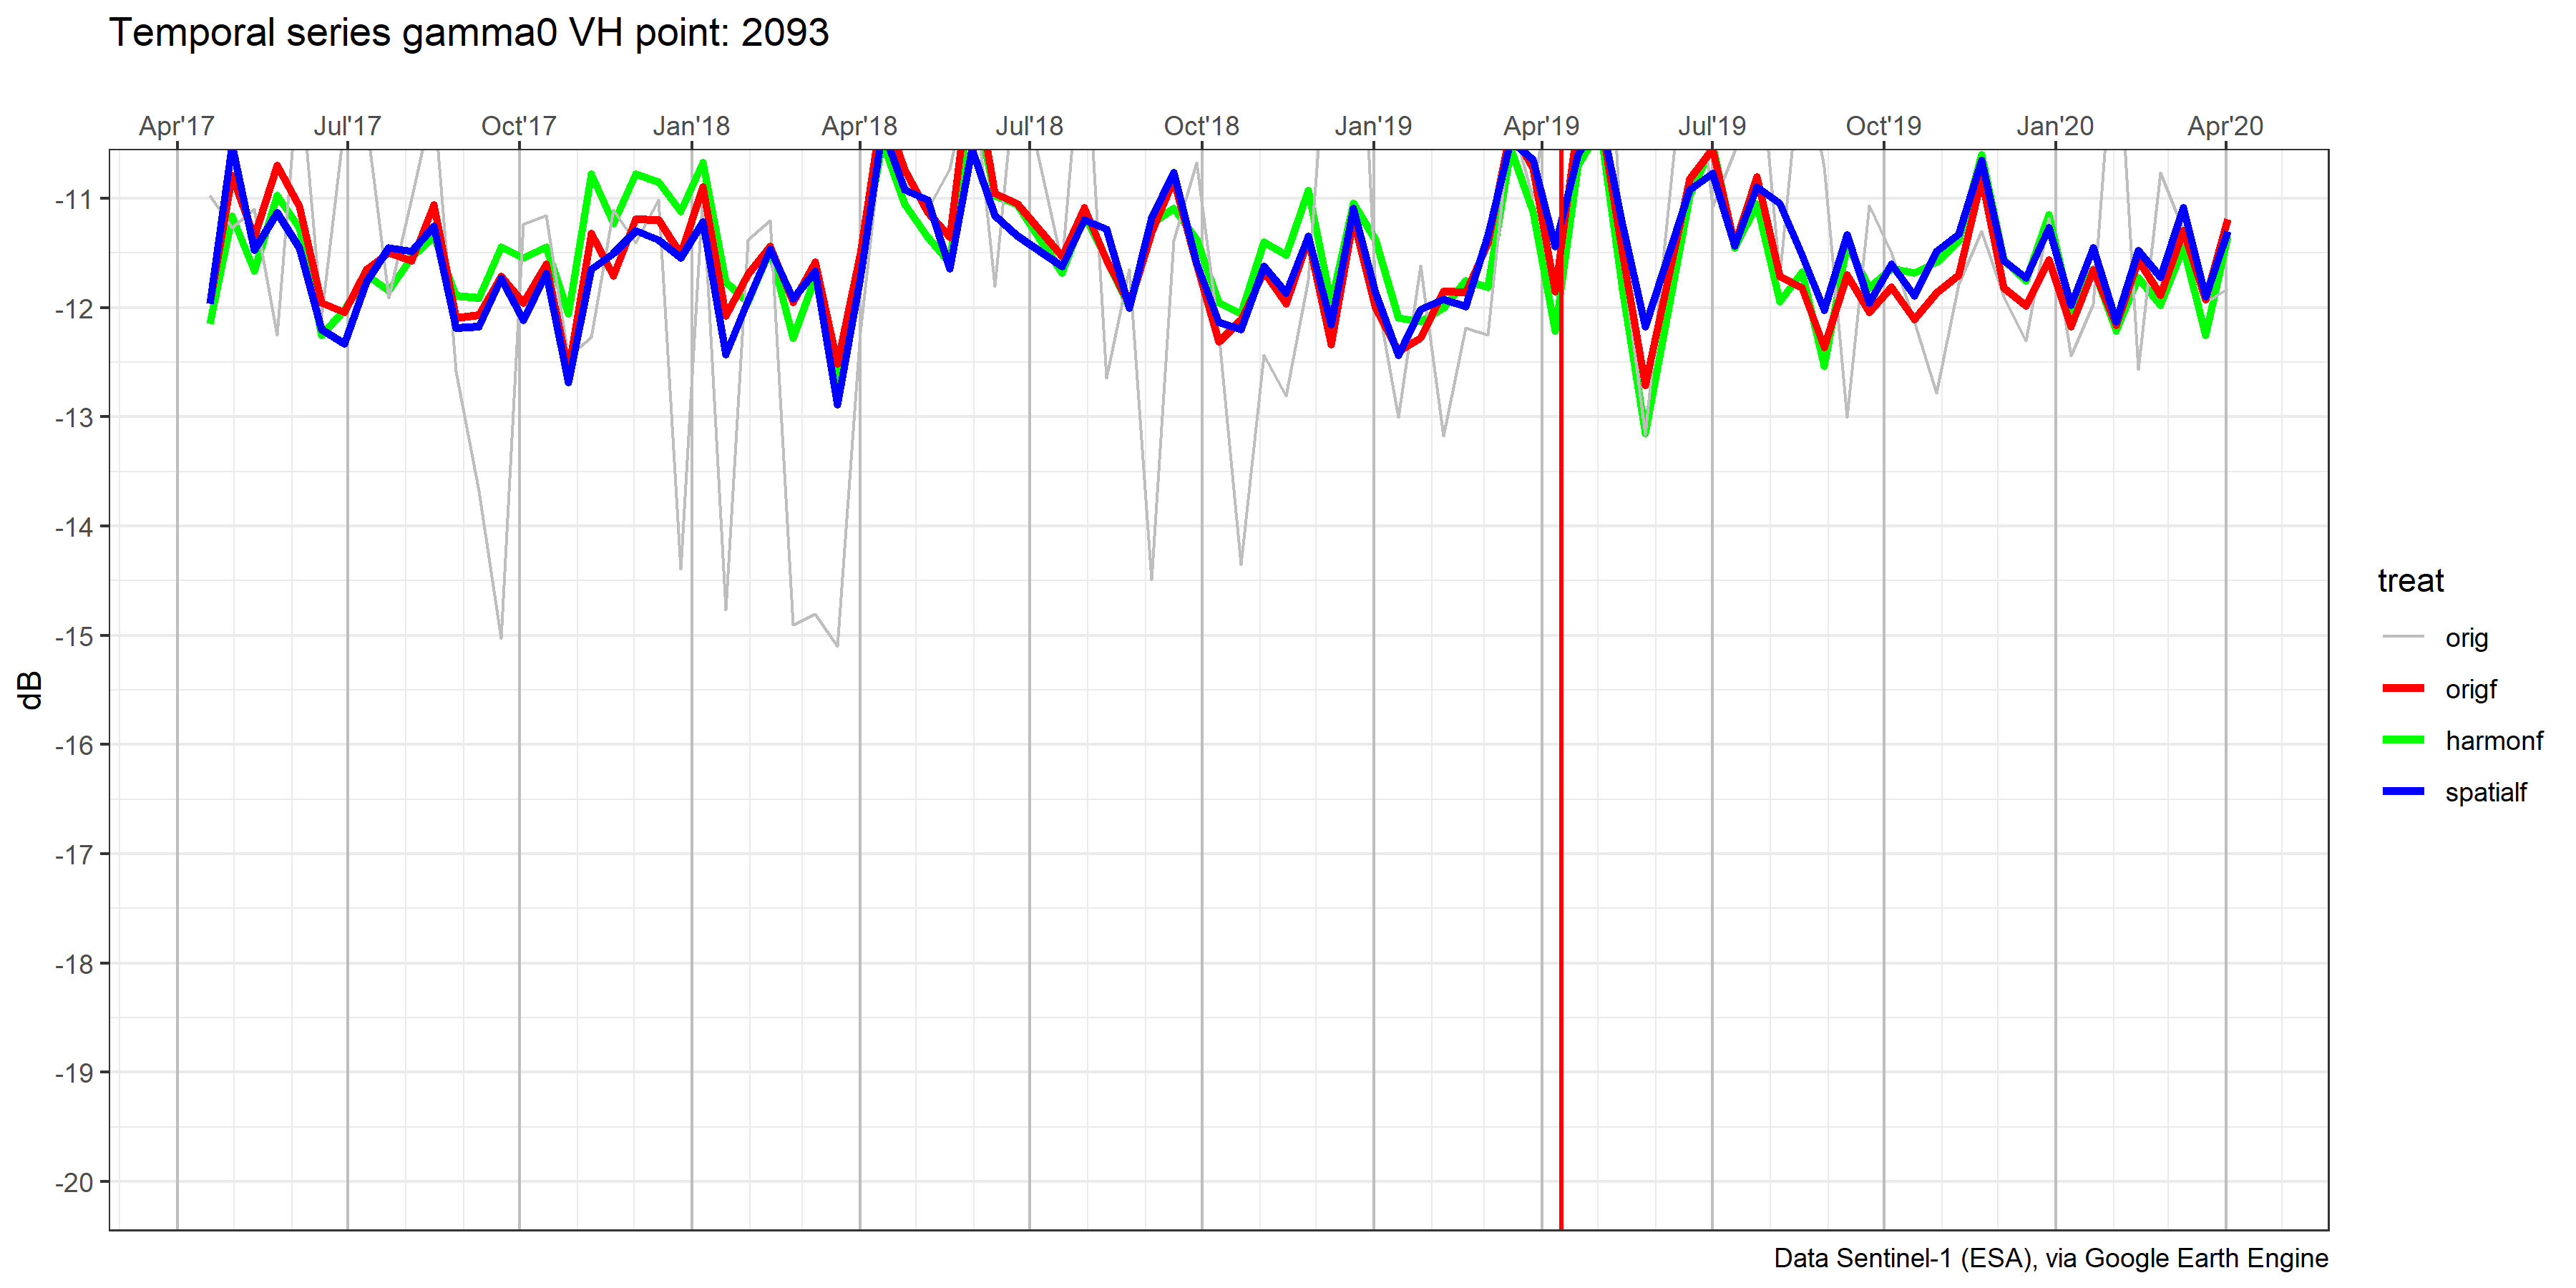 Temporal series gamma0 VH point: 2093
Apr'17 Jul'17 Oct'17 Jan'18 Apr'18 Jul'18 Oct'18 Jan'19 Apr'19 Jul'19 Oct'19 Jan'20 Apr'20
-11
-12
-13
-14
-15
-16
-17
-18
-19
-20
dB
treat
orig
origf
harmonf
spatialf
Data Sentinel-1 (ESA), via Google Earth Engine